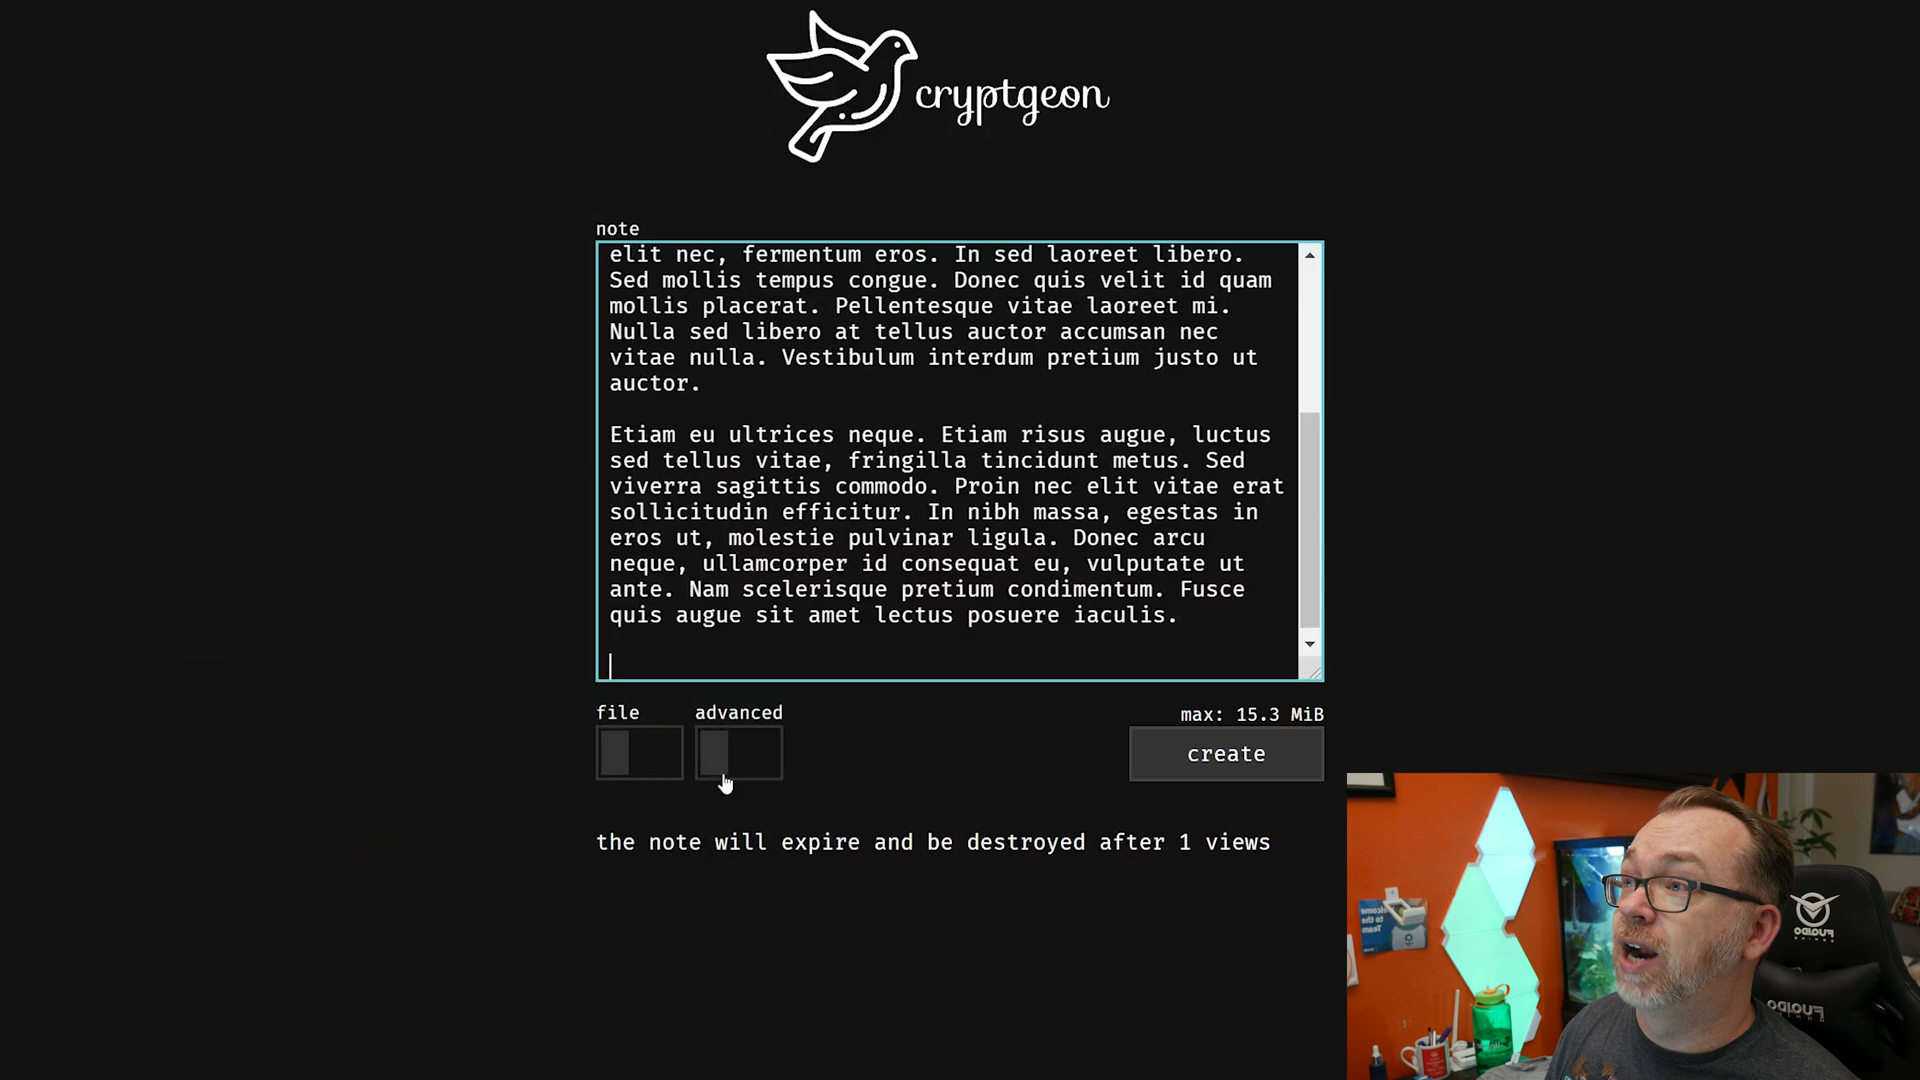 cryptgeon
note
elit nec, fermentum eros. In sed laoreet libero.
Sed mollis tempus congue. Donec quis velit id quam
mollis placerat. Pellentesque vitae laoreet mi.
Nulla sed libero at tellus auctor accumsan nec
vitae nulla. Vestibulum interdum pretium justo ut
auctor.
Etiam eu ultrices neque. Etiam risus augue, luctus
sed tellus vitae, fringilla tincidunt metus. Sed
viverra sagittis commodo. Proin nec elit vitae erat
sollicitudin efficitur. In nibh massa, egestas in
eros ut, molestie pulvinar ligula. Donec arcu
neque, ullamcorper id consequat eu, vulputate ut
ante. Nam scelerisque pretium condimentum. Fusce
quis augue sit amet lectus posuere iaculis.
file advanced max: 15.3 MiB
create
the note will expire and be destroyed after 1 views
Welcome
to the
Team
FUQIDO
FUQIDO